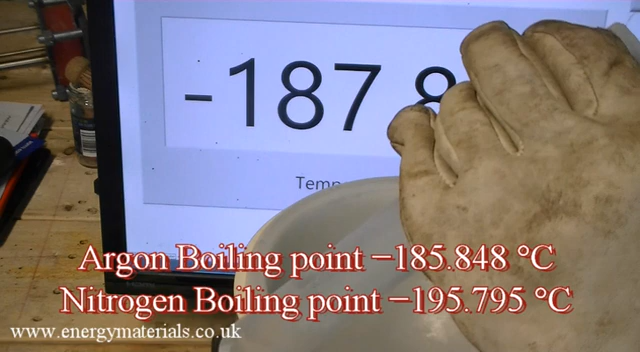 -187 8
Temp
Argon Boiling point −185.848 °C
Nitrogen Boiling point −195.795 °C
www.energymaterials.co.uk